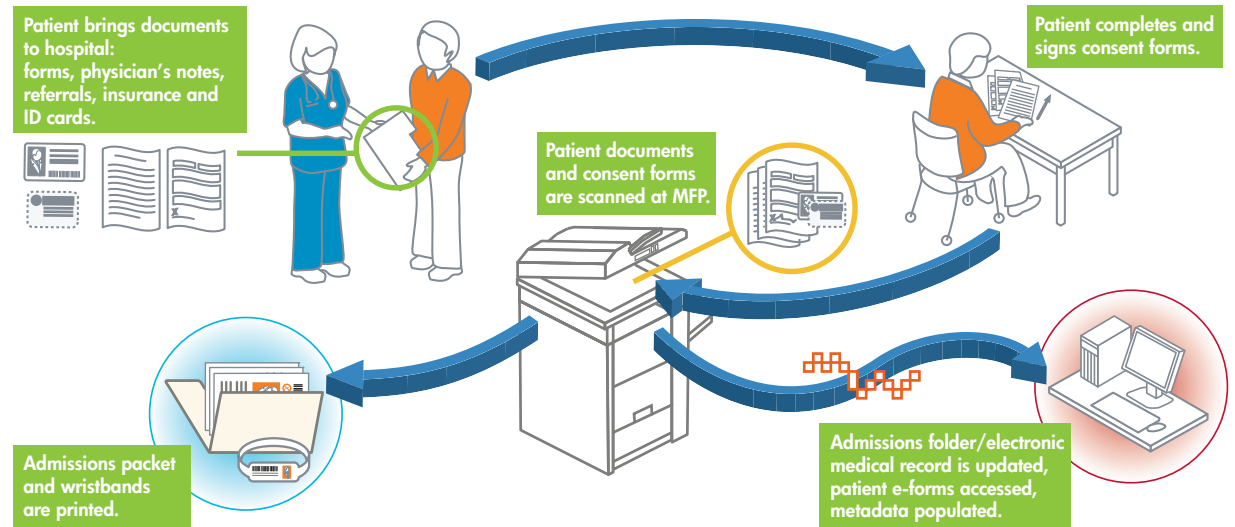 Patient brings documents
to hospital:
forms, physician’s notes,
referrals, insurance and
ID cards.
Patient completes and
signs consent forms.
Patient documents
and consent forms
are scanned at MFP.
Admissions packet
and wristbands
are printed.
Admissions folder/electronic
medical record is updated,
patient e-forms accessed,
metadata populated.